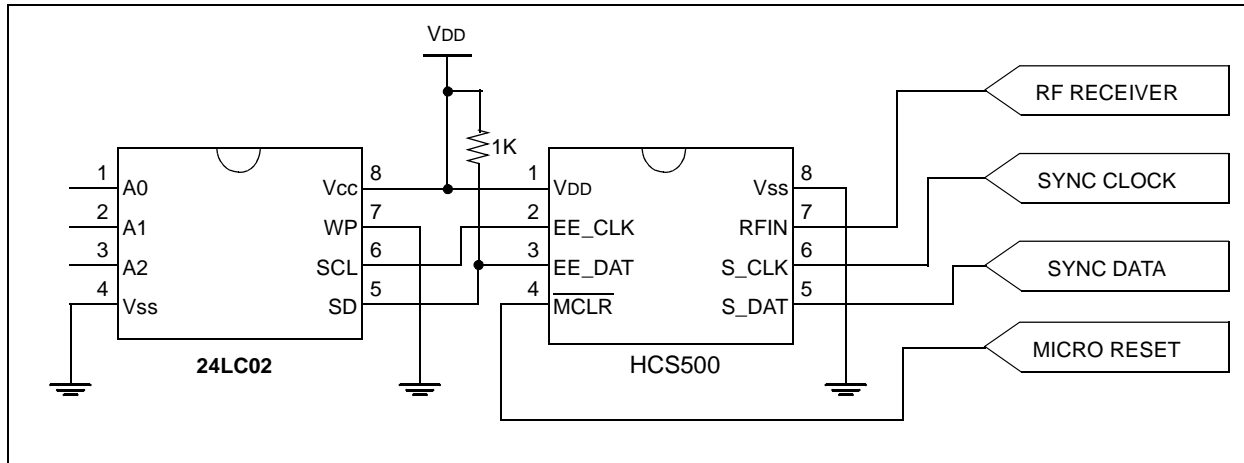 VDD
1K
24LC02
1 A0
2 A1
3 A2
4 Vss
8 Vcc
7 WP
6 SCL
5 SD
HCS500
1 VDD
2 EE_CLK
3 EE_DAT
4 MCLR
8 Vss
7 RFIN
6 S_CLK
5 S_DAT
RF RECEIVER
SYNC CLOCK
SYNC DATA
MICRO RESET